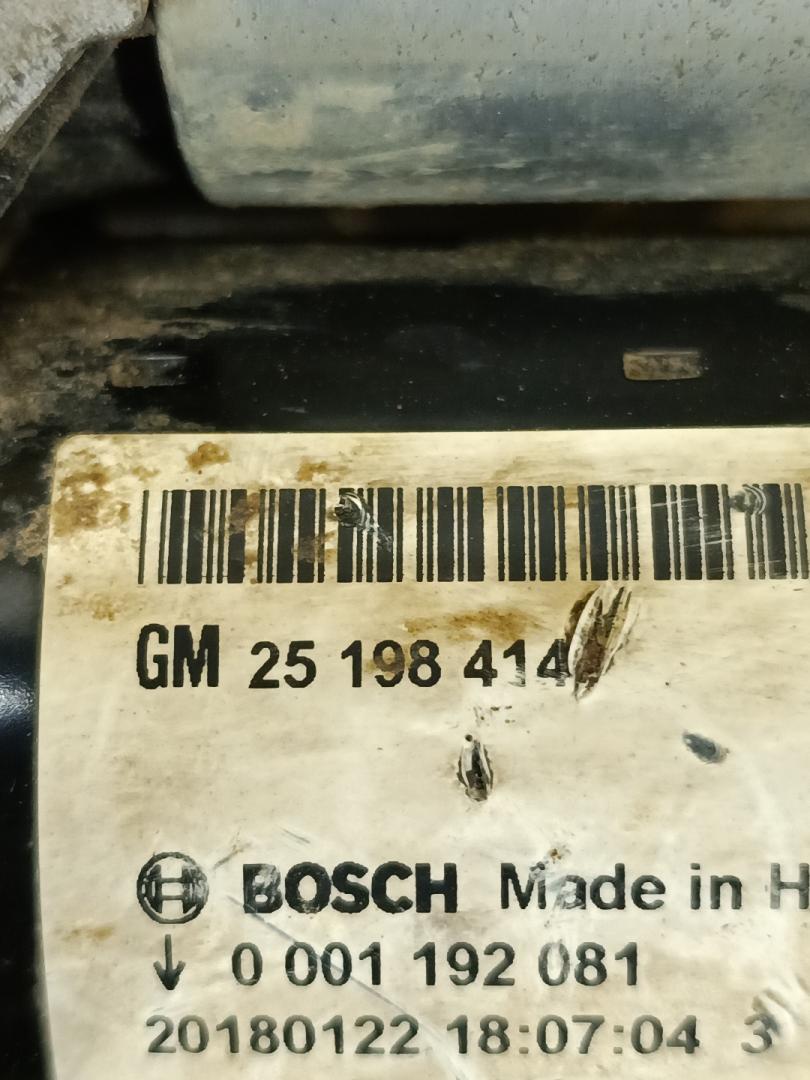 GM 25 198 414
BOSCH Made in H
0 001 192 081
20180122 18:07:04 3